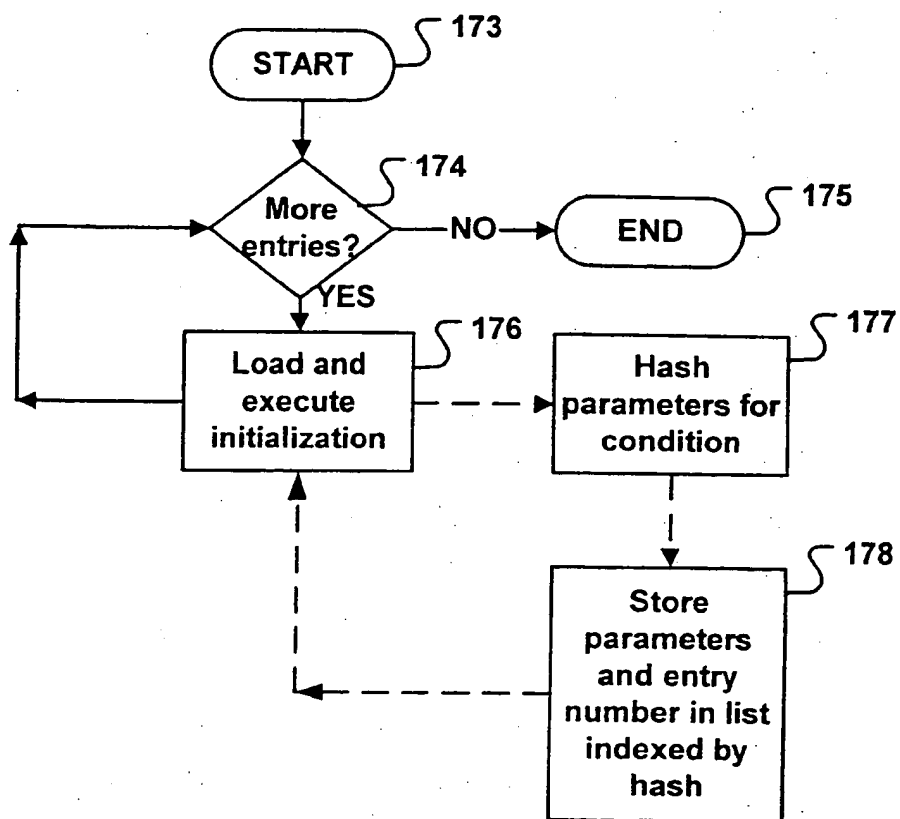 173
START
174
More
entries?
NO
175
END
YES
176
Load and
execute
initialization
177
Hash
parameters for
condition
178
Store
parameters
and entry
number in list
indexed by
hash